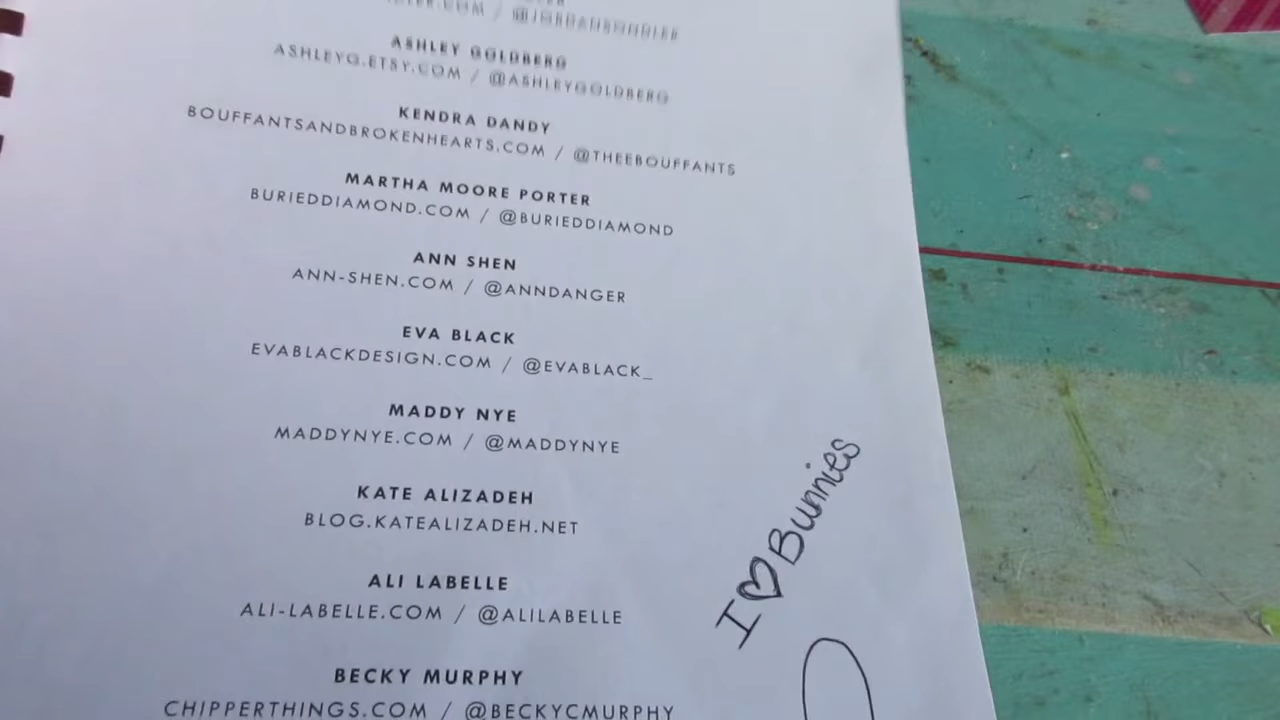 @JORDANSONDLER
ASHLEY GOLDBERG
ASHLEYG.ETSY.COM / @ASHLEYGOLDBERG
KENDRA DANDY
BOUFFANTSANDBROKENHEARTS.COM / @THEEBOUFFANTS
MARTHA MOORE PORTER
BURIEDDIAMOND.COM / @BURIEDDIAMOND
ANN SHEN
ANN-SHEN.COM / @ANNDANGER
EVA BLACK
EVABLACKDESIGN.COM / @EVABLACK_
MADDY NYE
MADDYNYE.COM / @MADDYNYE
KATE ALIZADEH
BLOG.KATEALIZADEH.NET
ALI LABELLE
ALI-LABELLE.COM / @ALILABELLE
BECKY MURPHY
CHIPPERTHINGS.COM / @BECKYCMURPHY
I ♡ Bunnies